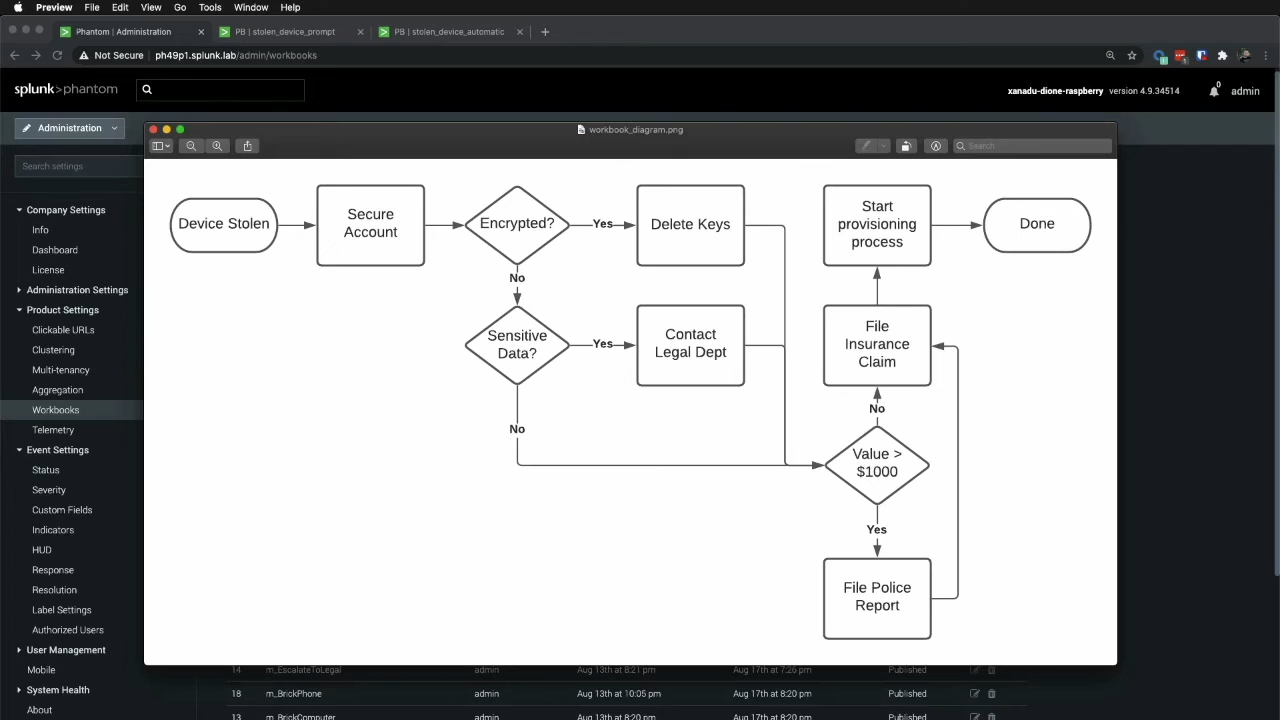 Preview File Edit View Go Tools Window Help
Phantom | Administration
PB | stolen_device_prompt
PB | stolen_device_automatic
Not Secure ph49p1.splunk.lab/admin/workbooks
splunk>phantom
xanadu-dione-raspberry version 4.9.34514
0
admin
Administration
Search settings
Company Settings
Info
Dashboard
License
Administration Settings
Product Settings
Clickable URLs
Clustering
Multi-tenancy
Aggregation
Workbooks
Telemetry
Event Settings
Status
Severity
Custom Fields
Indicators
HUD
Response
Resolution
Label Settings
Authorized Users
User Management
Mobile
System Health
About
workbook_diagram.png
Search
Device Stolen
Secure
Account
Encrypted?
Yes
Delete Keys
Start
provisioning
process
Done
No
Sensitive
Data?
Yes
Contact
Legal Dept
File
Insurance
Claim
No
No
Value >
$1000
Yes
File Police
Report
14 m_EscalateToLegal admin Aug 13th at 8:21 pm Aug 17th at 7:26 pm Published
18 m_BrickPhone admin Aug 13th at 10:05 pm Aug 17th at 8:20 pm Published
13 m_BrickComputer admin Aug 13th at 8:20 pm Aug 17th at 8:20 pm Published